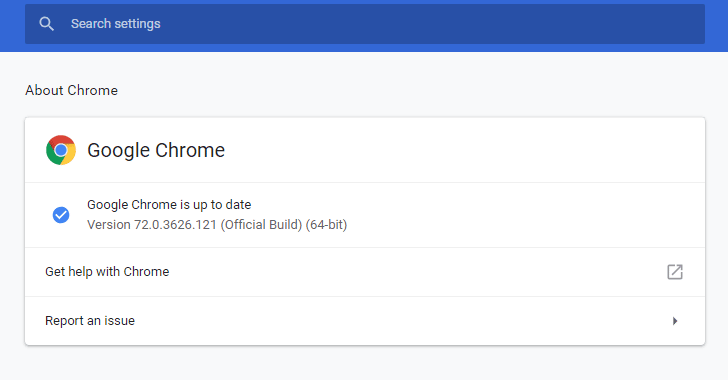 Search settings
About Chrome
Google Chrome
Google Chrome is up to date
Version 72.0.3626.121 (Official Build) (64-bit)
Get help with Chrome
Report an issue